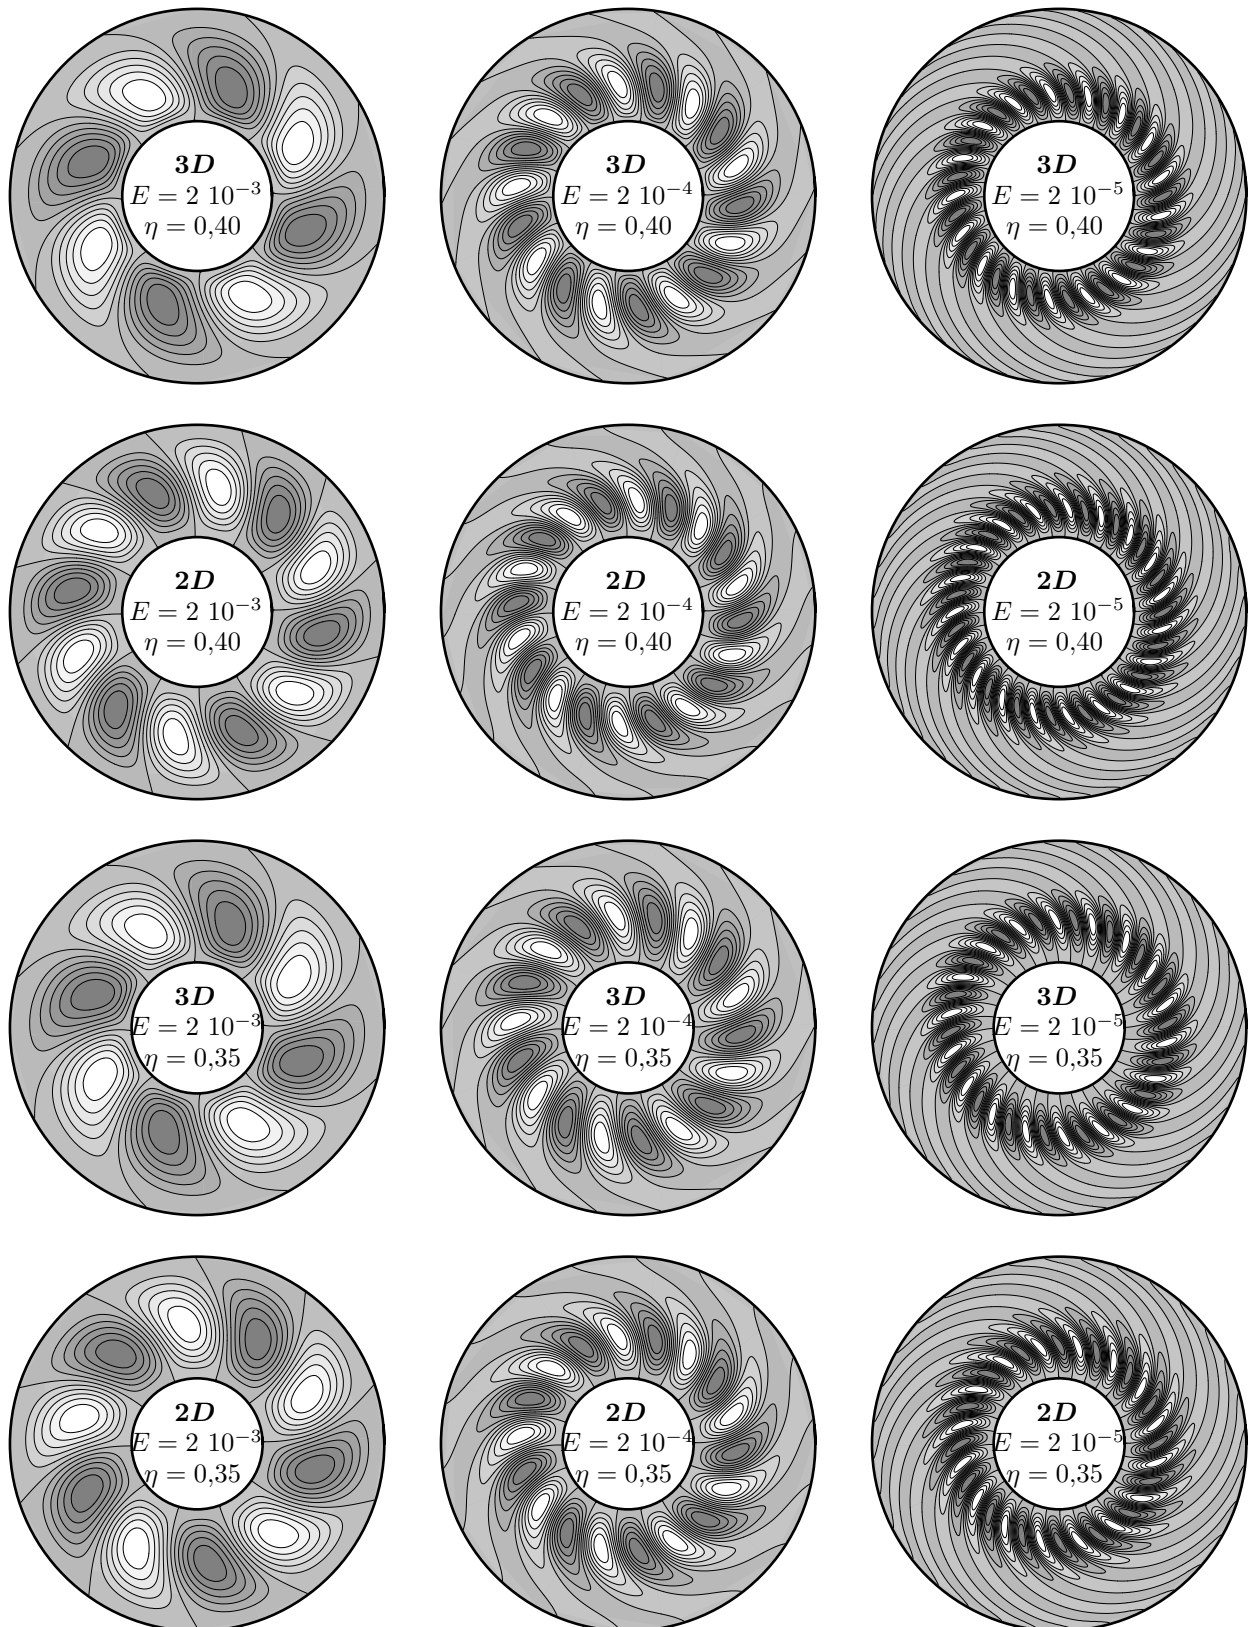 3D
E = 2 10⁻³
η = 0,40
3D
E = 2 10⁻⁴
η = 0,40
3D
E = 2 10⁻⁵
η = 0,40
2D
E = 2 10⁻³
η = 0,40
2D
E = 2 10⁻⁴
η = 0,40
2D
E = 2 10⁻⁵
η = 0,40
3D
E = 2 10⁻³
η = 0,35
3D
E = 2 10⁻⁴
η = 0,35
3D
E = 2 10⁻⁵
η = 0,35
2D
E = 2 10⁻³
η = 0,35
2D
E = 2 10⁻⁴
η = 0,35
2D
E = 2 10⁻⁵
η = 0,35